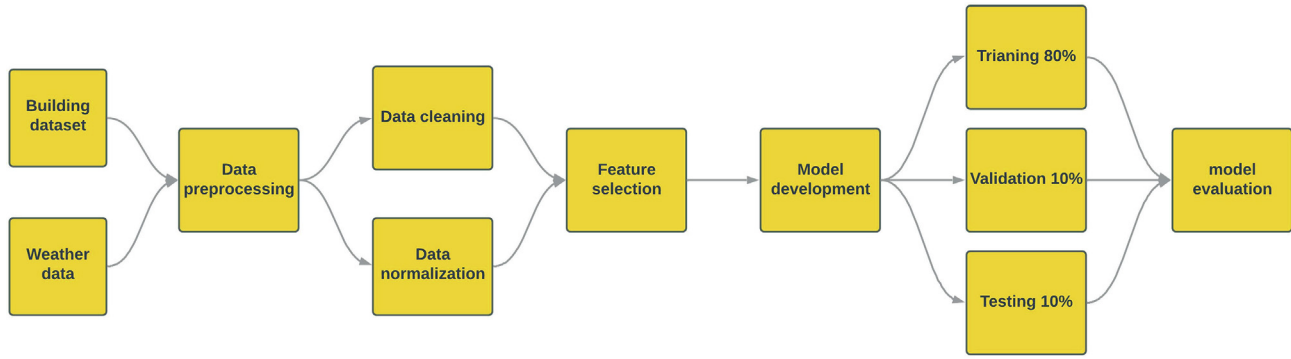 Building
dataset
Weather
data
Data
preprocessing
Data cleaning
Data
normalization
Feature
selection
Model
development
Trianing 80%
Validation 10%
Testing 10%
model
evaluation